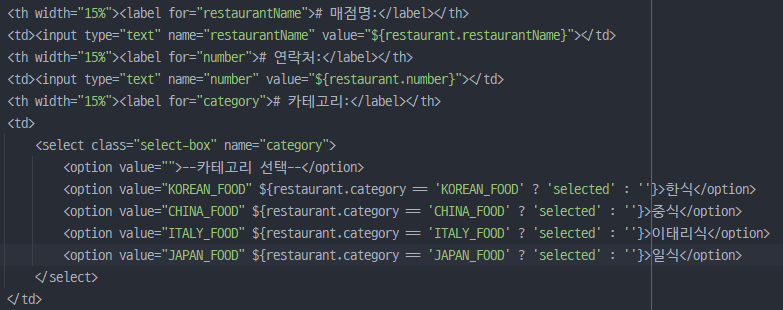 <th width="15%"><label for="restaurantName"># 매점명:</label></th>
<td><input type="text" name="restaurantName" value="${restaurant.restaurantName}"></td>
<th width="15%"><label for="number"># 연락처:</label></th>
<td><input type="text" name="number" value="${restaurant.number}"></td>
<th width="15%"><label for="category"># 카테고리:</label></th>
<td>
<select class="select-box" name="category">
<option value="">--카테고리 선택--</option>
<option value="KOREAN_FOOD" ${restaurant.category == 'KOREAN_FOOD' ? 'selected' : ''}>한식</option>
<option value="CHINA_FOOD" ${restaurant.category == 'CHINA_FOOD' ? 'selected' : ''}>중식</option>
<option value="ITALY_FOOD" ${restaurant.category == 'ITALY_FOOD' ? 'selected' : ''}>이태리식</option>
<option value="JAPAN_FOOD" ${restaurant.category == 'JAPAN_FOOD' ? 'selected' : ''}>일식</option>
</select>
</td>